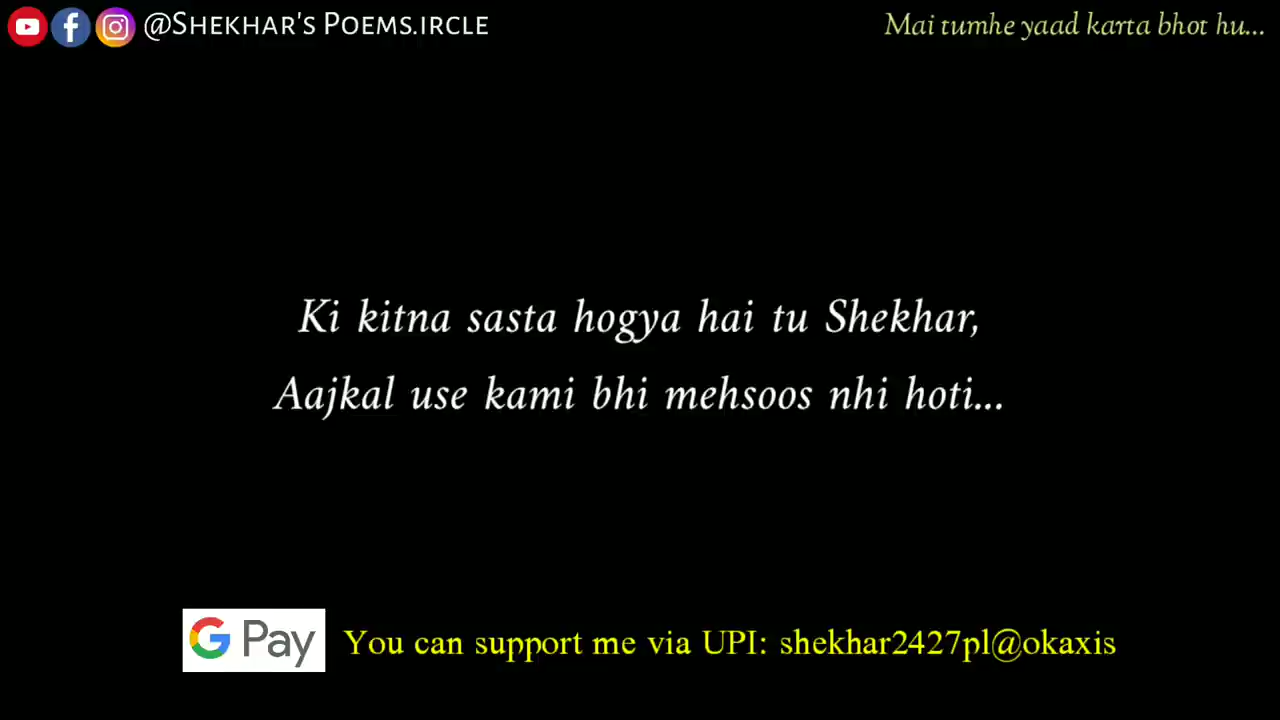 @Shekhar's Poems.ircle
Mai tumhe yaad karta bhot hu...
Ki kitna sasta hogya hai tu Shekhar,
Aajkal use kami bhi mehsoos nhi hoti...
G Pay You can support me via UPI: shekhar2427pl@okaxis